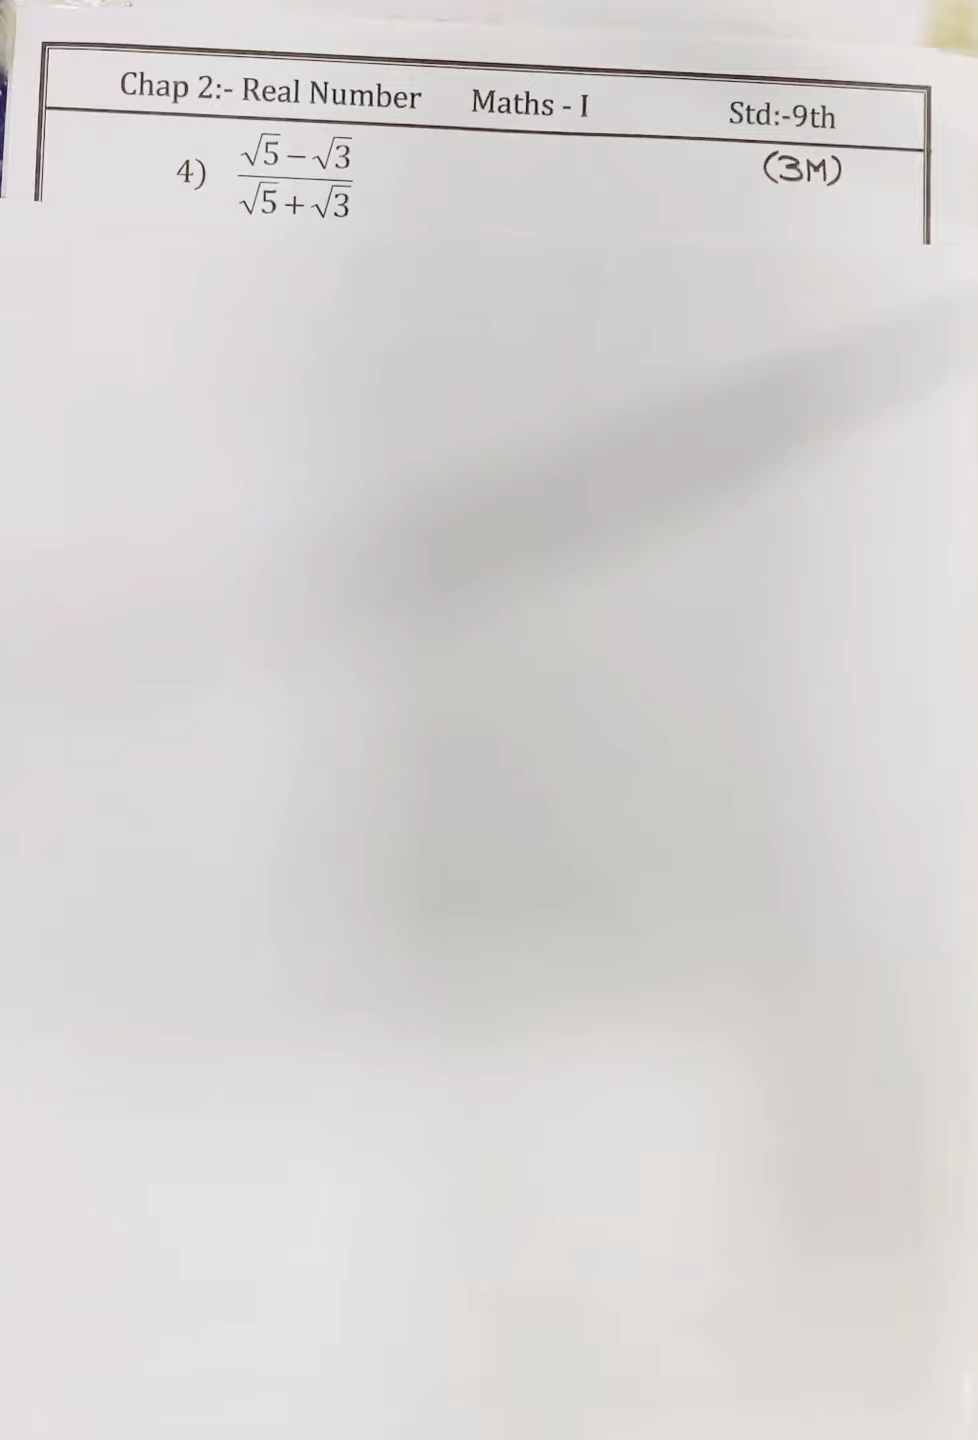 Chap 2:- Real Number Maths - I Std:-9th
4) √5 – √3 / √5 + √3 (3M)